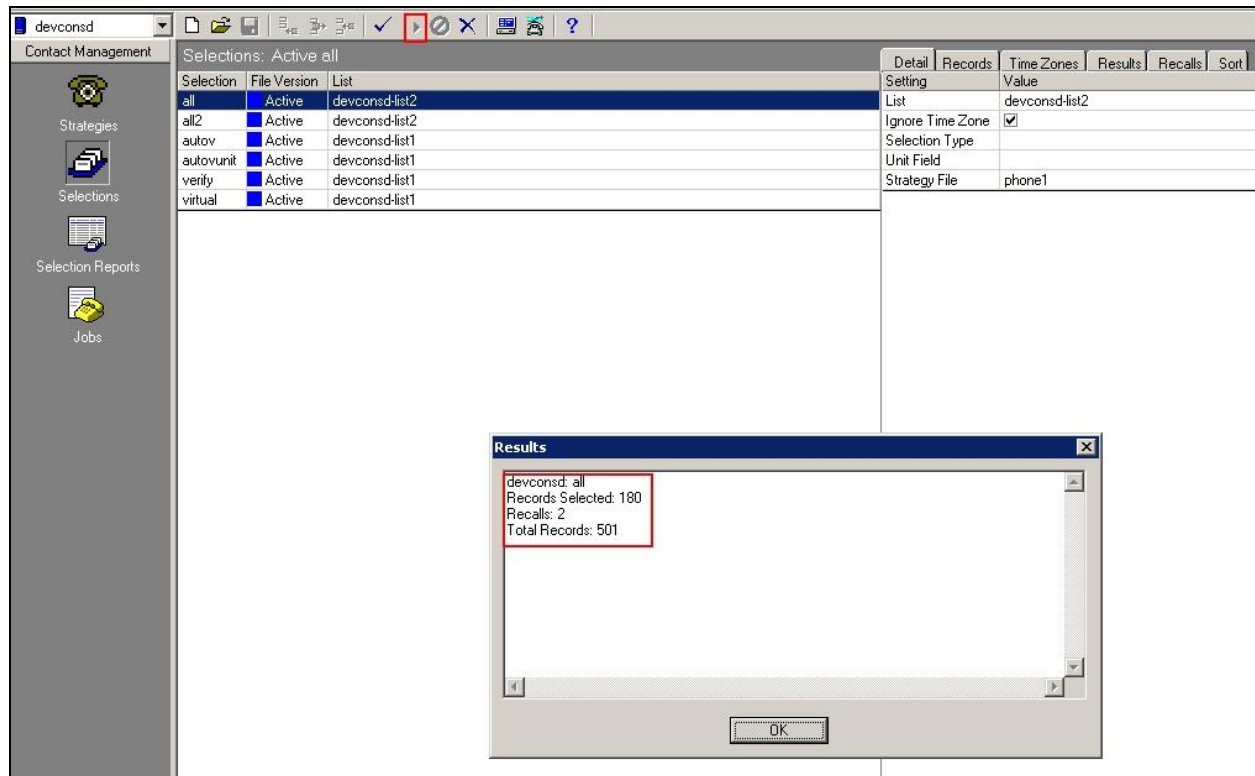 devconsd
?
Contact Management
Strategies
Selections
Selection Reports
Jobs
Selections: Active all
Selection File Version List
all Active devconsd-list2
all2 Active devconsd-list2
autov Active devconsd-list1
autovunit Active devconsd-list1
verify Active devconsd-list1
virtual Active devconsd-list1
Detail Records Time Zones Results Recalls Sort
Setting Value
List devconsd-list2
Ignore Time Zone
Selection Type
Unit Field
Strategy File phone1
Results
devconsd: all
Records Selected: 180
Recalls: 2
Total Records: 501
OK